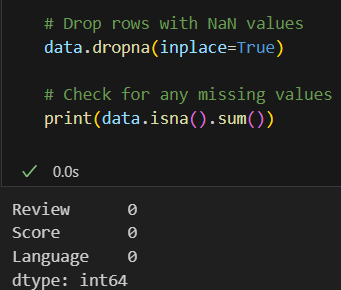 # Drop rows with NaN values
data.dropna(inplace=True)
# Check for any missing values
print(data.isna().sum())
✓ 0.0s
Review 0
Score 0
Language 0
dtype: int64